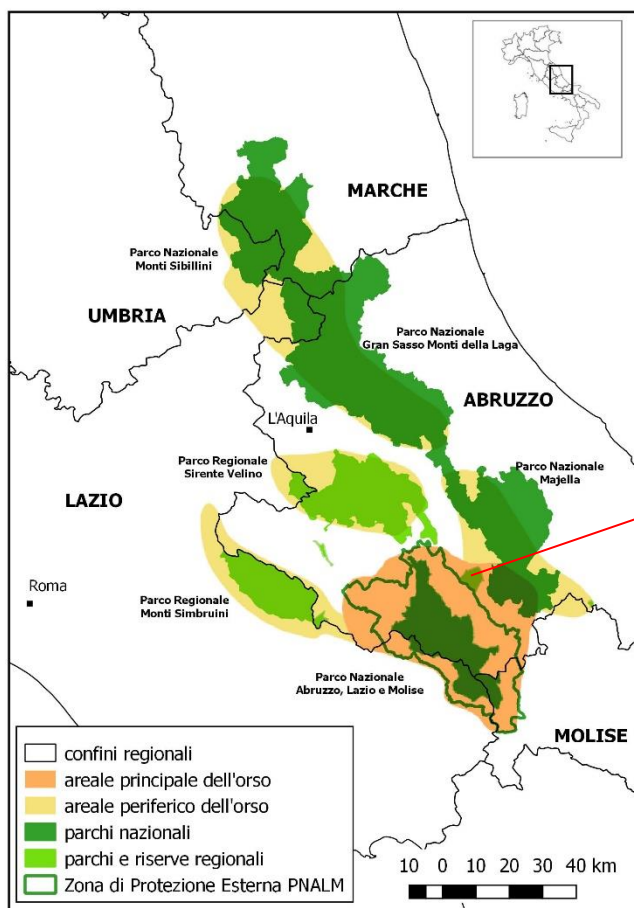 MARCHE
Parco Nazionale
Monti Sibillini
UMBRIA
Parco Nazionale
Gran Sasso Monti della Laga
ABRUZZO
L'Aquila
Parco Regionale
Sirente Velino
Parco Nazionale
Majella
LAZIO
Roma
Parco Regionale
Monti Simbruini
Parco Nazionale
Abruzzo, Lazio e Molise
MOLISE
confini regionali
areale principale dell'orso
areale periferico dell'orso
parchi nazionali
parchi e riserve regionali
Zona di Protezione Esterna PNALM
10 0 10 20 30 40 km